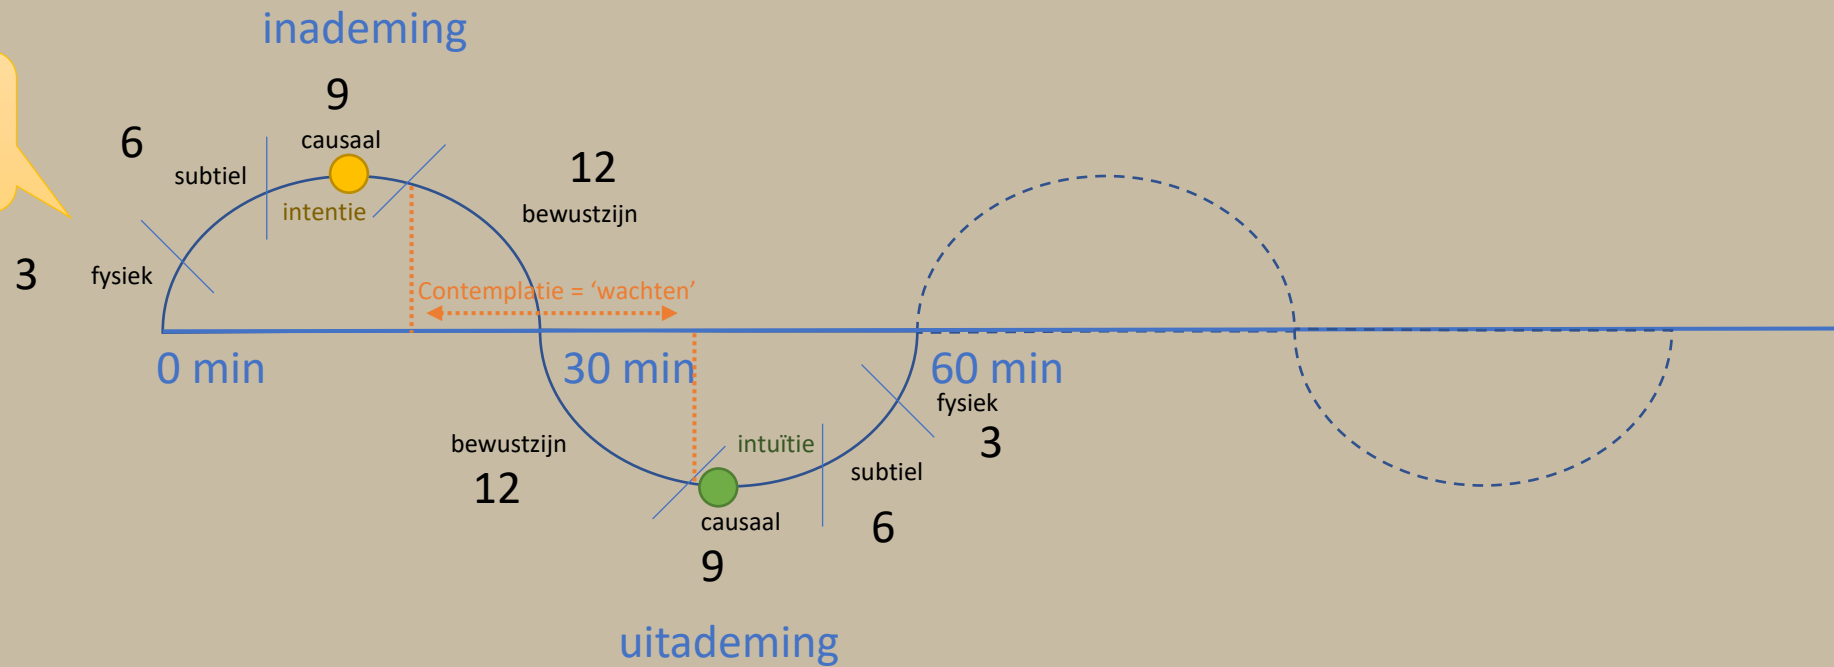 inademing
9
causaal
6
subtiel
intentie
12
bewustzijn
3
fysiek
Contemplatie = ‘wachten’
0 min
30 min
60 min
fysiek
3
bewustzijn
12
intuïtie
subtiel
6
causaal
9
uitademing